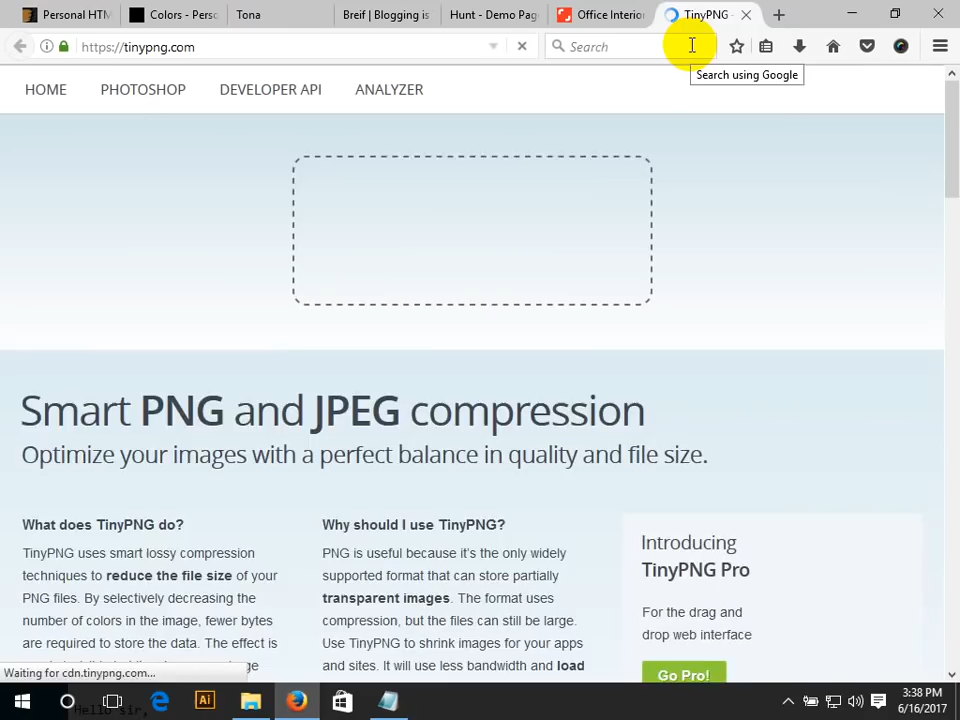 Personal HTM
Colors - Perso
Tona
Breif | Blogging is
Hunt - Demo Page
Office Interior
TinyPNG -
https://tinypng.com
Search
Search using Google
HOME
PHOTOSHOP
DEVELOPER API
ANALYZER
Smart PNG and JPEG compression
Optimize your images with a perfect balance in quality and file size.
What does TinyPNG do?
TinyPNG uses smart lossy compression
techniques to reduce the file size of your
PNG files. By selectively decreasing the
number of colors in the image, fewer bytes
are required to store the data. The effect is
Why should I use TinyPNG?
PNG is useful because it's the only widely
supported format that can store partially
transparent images. The format uses
compression, but the files can still be large.
Use TinyPNG to shrink images for your apps
and sites. It will use less bandwidth and load
Introducing
TinyPNG Pro
For the drag and
drop web interface
Go Pro!
Waiting for cdn.tinypng.com...
Hello sir,
Ai
3:38 PM
6/16/2017